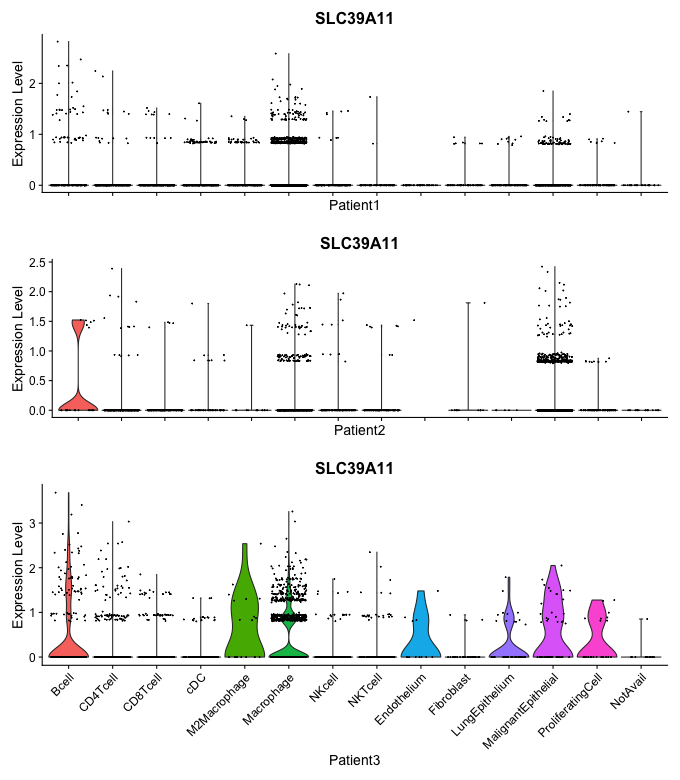 SLC39A11
Expression Level
2
1
0
Patient1
SLC39A11
Expression Level
2.5
2.0
1.5
1.0
0.5
0.0
Patient2
SLC39A11
Expression Level
3
2
1
0
Bcell
CD4Tcell
CD8Tcell
cDC
M2Macrophage
Macrophage
NKcell
NKTcell
Endothelium
Fibroblast
LungEpithelium
MalignantEpithelial
ProliferatingCell
NotAvail
Patient3